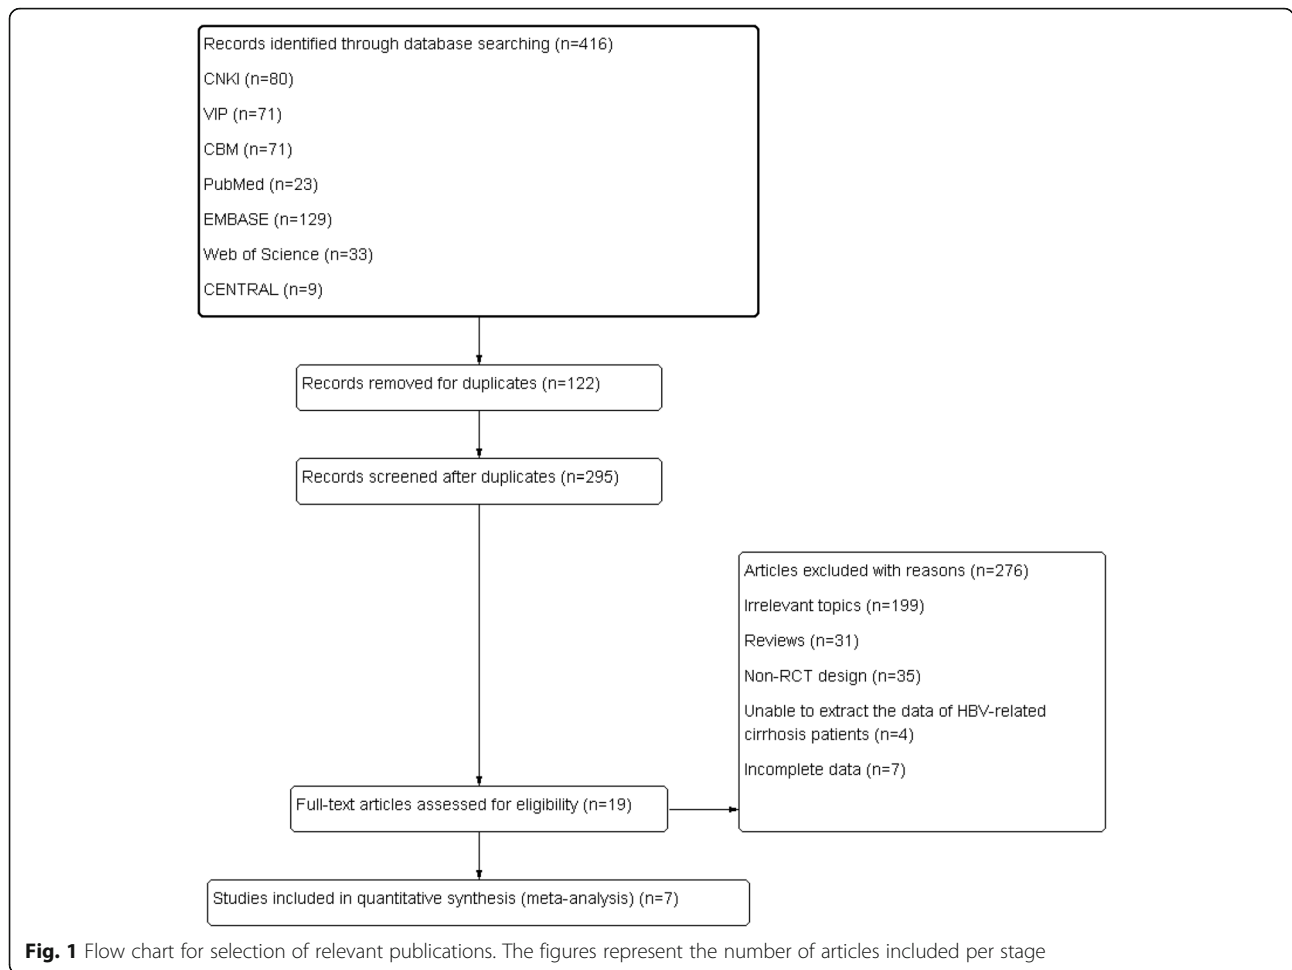 Records identified through database searching (n=416)
CNKI (n=80)
VIP (n=71)
CBM (n=71)
PubMed (n=23)
EMBASE (n=129)
Web of Science (n=33)
CENTRAL (n=9)
Records removed for duplicates (n=122)
Records screened after duplicates (n=295)
Articles excluded with reasons (n=276)
Irrelevant topics (n=199)
Reviews (n=31)
Non-RCT design (n=35)
Unable to extract the data of HBV-related
cirrhosis patients (n=4)
Incomplete data (n=7)
Full-text articles assessed for eligibility (n=19)
Studies included in quantitative synthesis (meta-analysis) (n=7)
Fig. 1 Flow chart for selection of relevant publications. The figures represent the number of articles included per stage